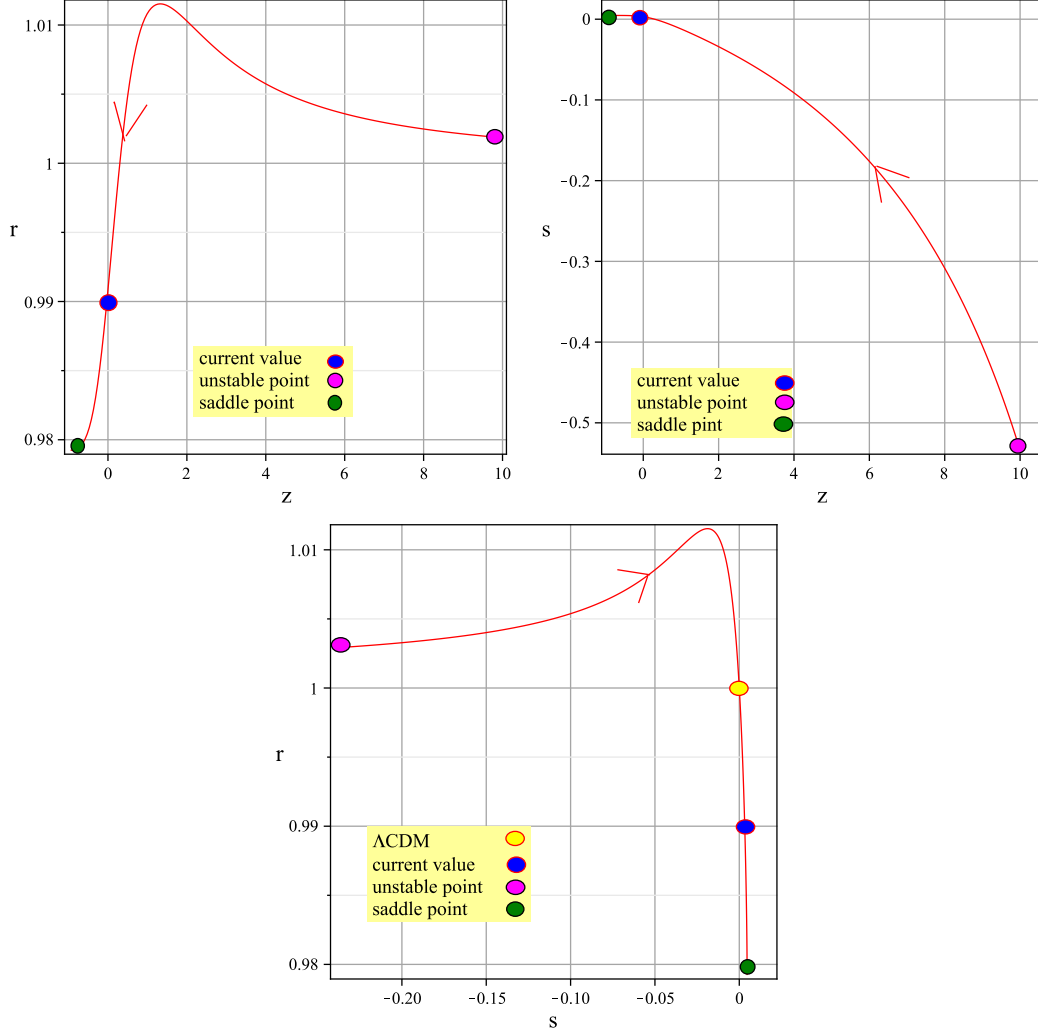 1.01
1
r
0.99
0.98
current value
unstable point
saddle point
0 2 4 6 8 10
z
0
−0.1
−0.2
s
−0.3
−0.4
−0.5
current value
unstable point
saddle pint
0 2 4 6 8 10
z
1.01
1
r
0.99
0.98
ΛCDM
current value
unstable point
saddle point
−0.20 −0.15 −0.10 −0.05 0
s